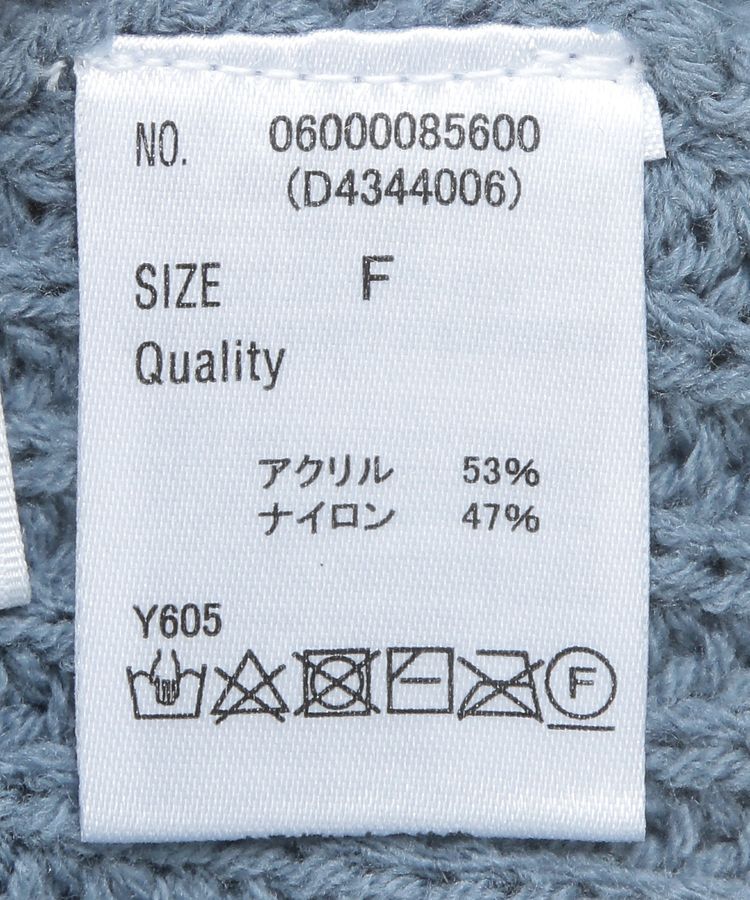 NO. 06000085600
(D4344006)
SIZE F
Quality
アクリル 53%
ナイロン 47%
Y605
F